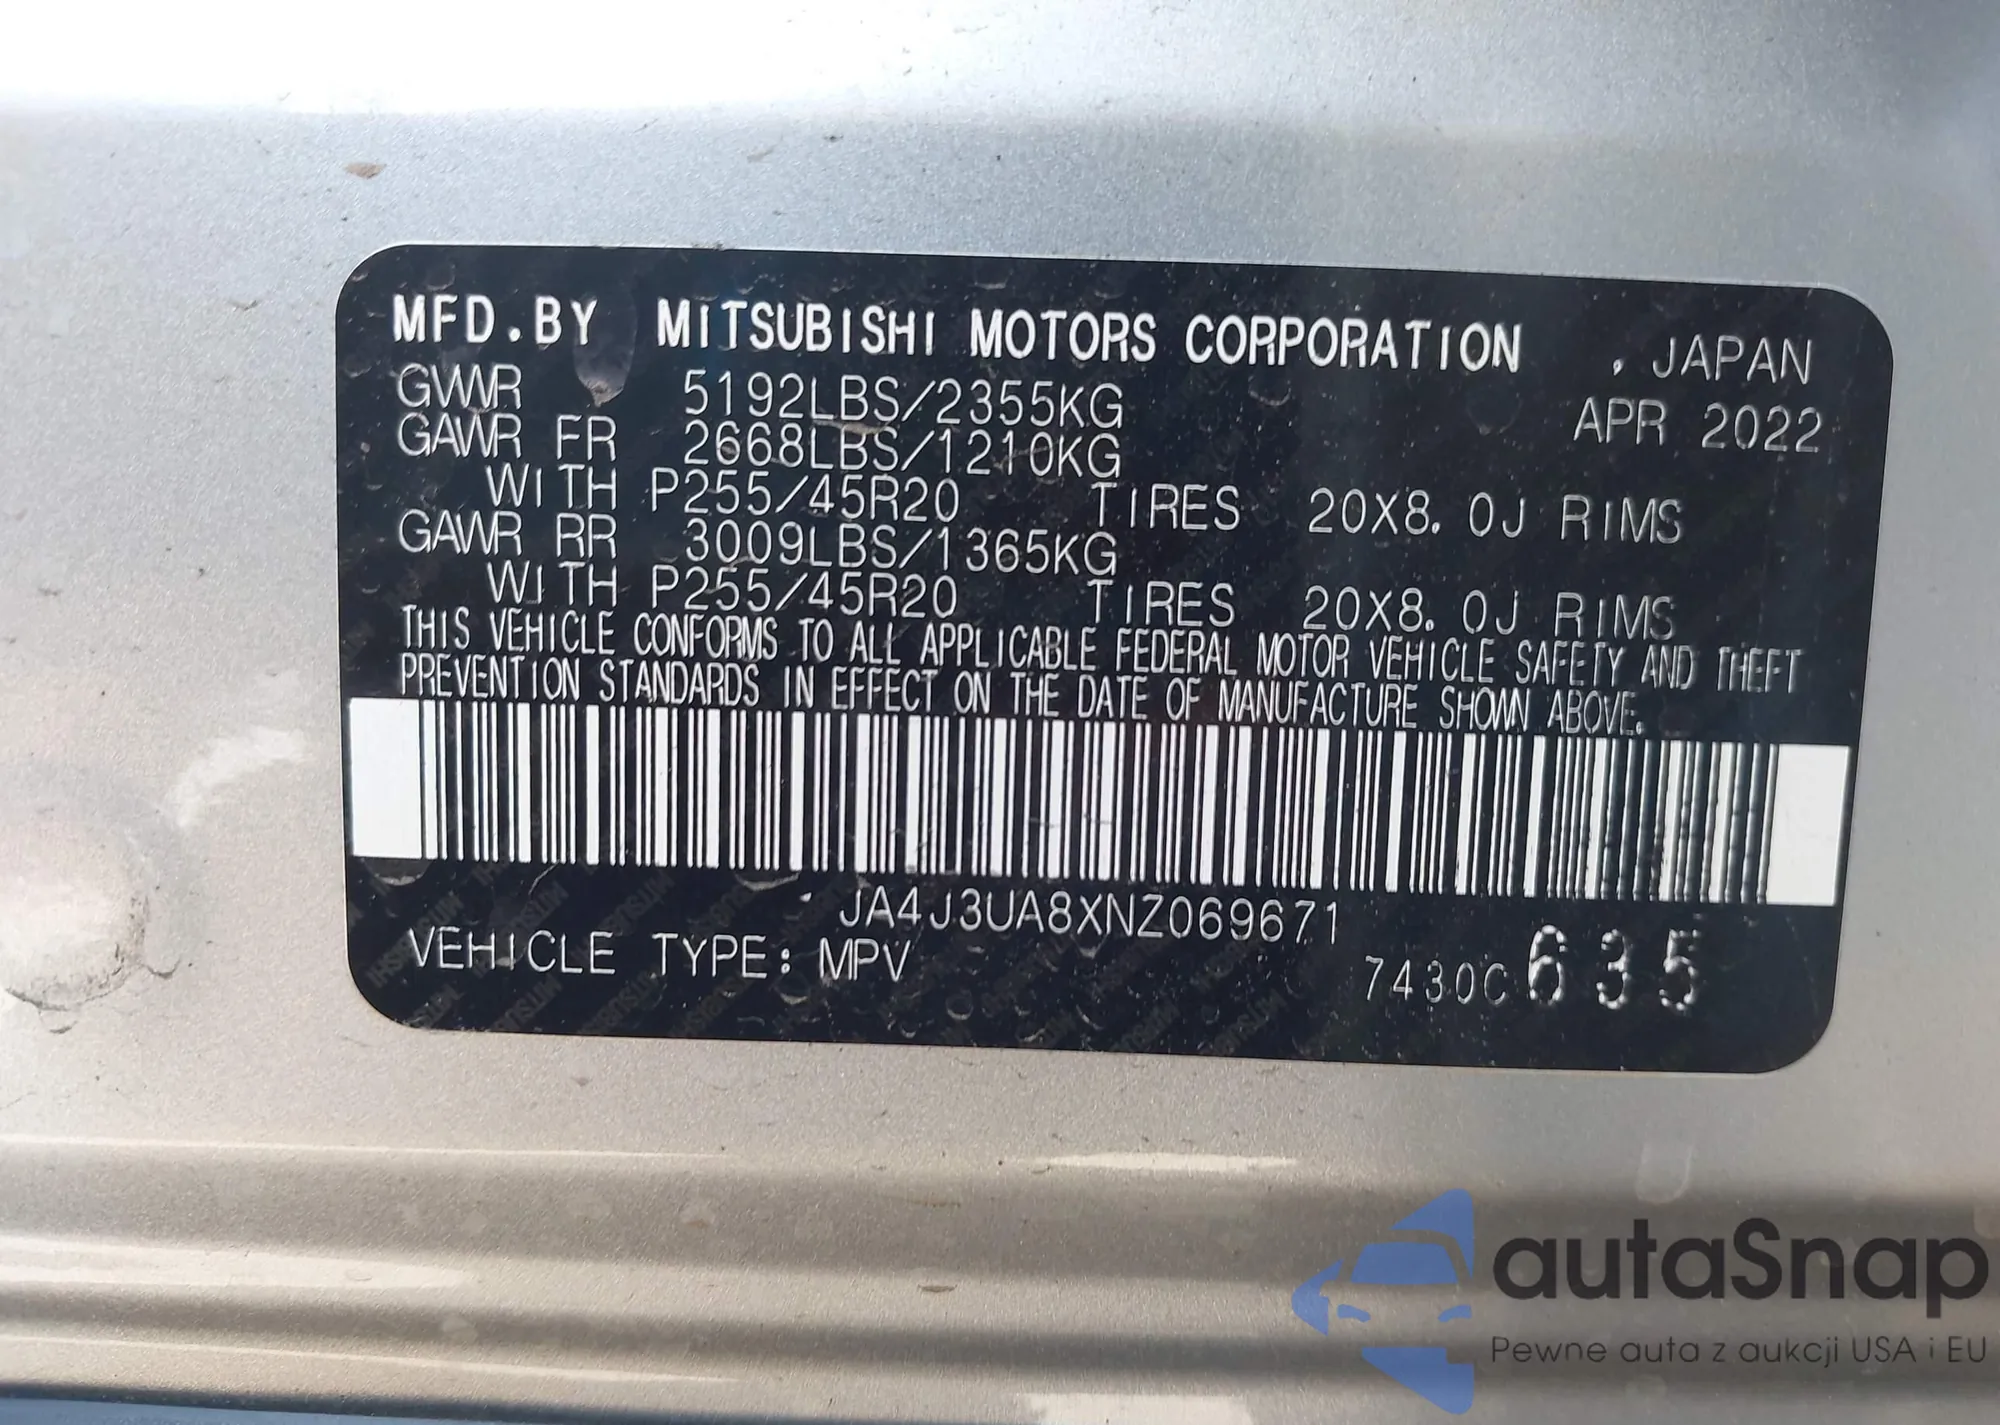 MFD.BY MITSUBISHI MOTORS CORPORATION , JAPAN
GVWR 5192LBS/2355KG APR 2022
GAWR FR 2668LBS/1210KG
WITH P255/45R20 TIRES 20X8.0J RIMS
GAWR RR 3009LBS/1365KG
WITH P255/45R20 TIRES 20X8.0J RIMS
THIS VEHICLE CONFORMS TO ALL APPLICABLE FEDERAL MOTOR VEHICLE SAFETY AND THEFT
PREVENTION STANDARDS IN EFFECT ON THE DATE OF MANUFACTURE SHOWN ABOVE.
JA4J3UA8XNZ069671
VEHICLE TYPE: MPV 7430C 635
autaSnap
Pewne auta z aukcji USA i EU